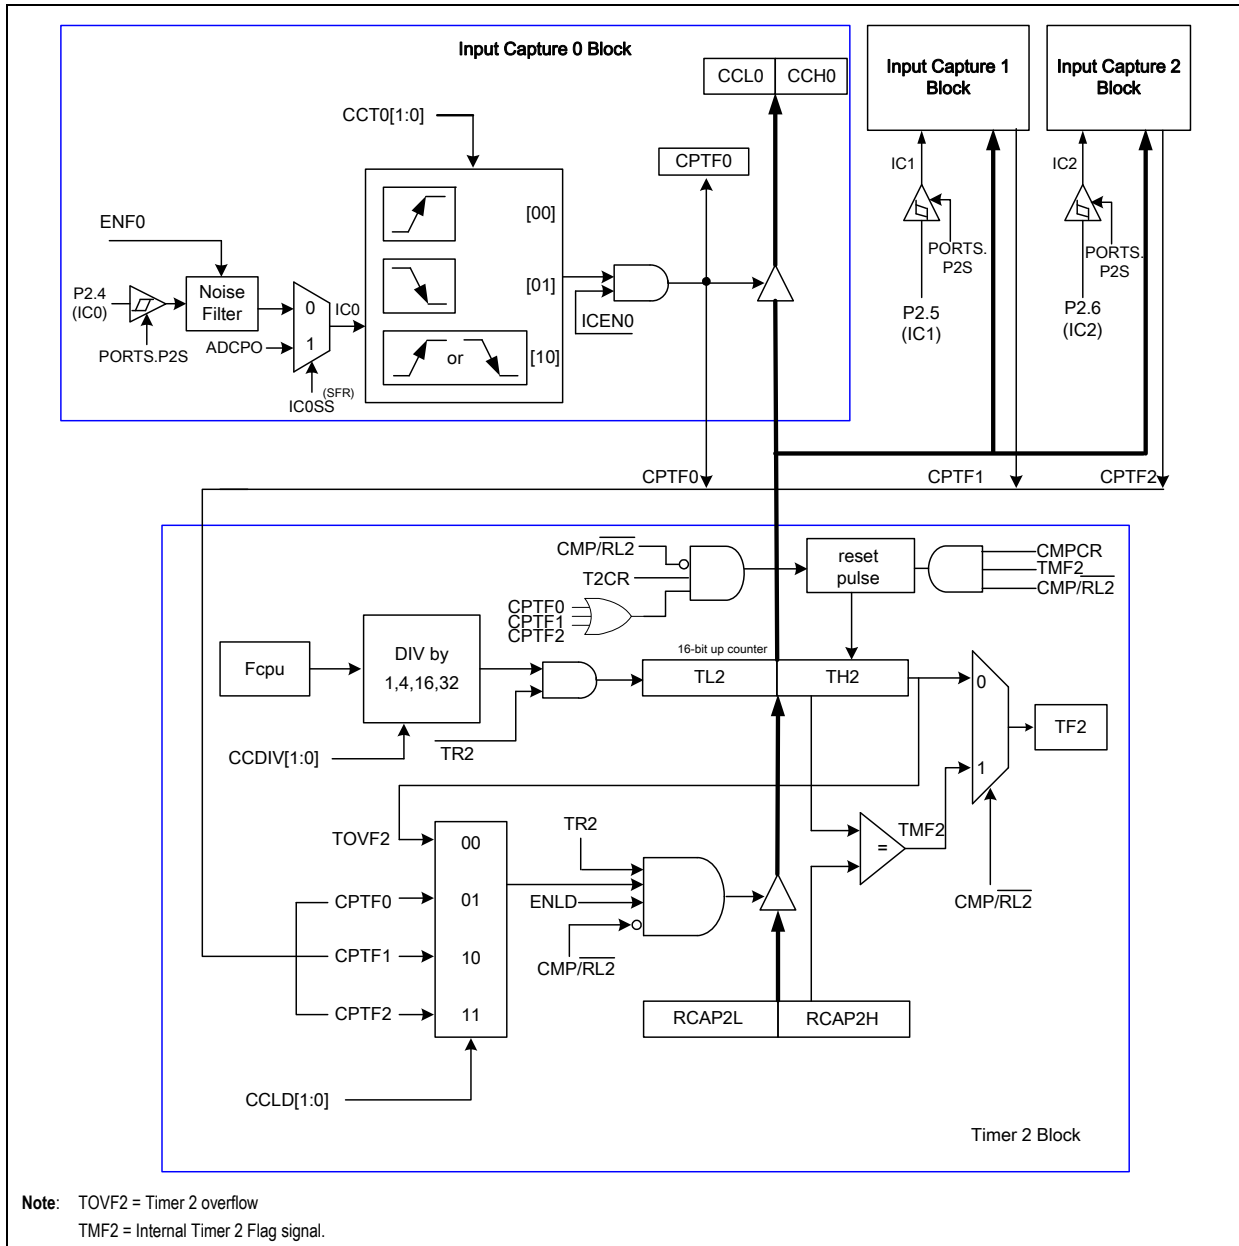 Input Capture 0 Block
CCL0 CCH0
Input Capture 1
Block
Input Capture 2
Block
CCT0[1:0]
CPTF0
IC1
IC2
[00]
ENF0
[01]
[10]
or
P2.4
(IC0)
Noise
Filter
0
1
IC0
ICEN0
PORTS.
P2S
PORTS.
P2S
PORTS.P2S
ADCPO
(SFR)
IC0SS
P2.5
(IC1)
P2.6
(IC2)
CPTF0
CPTF1
CPTF2
CMP/RL2
T2CR
CPTF0
CPTF1
CPTF2
reset
pulse
CMPCR
TMF2
CMP/RL2
16-bit up counter
Fcpu
DIV by
1,4,16,32
TL2
TH2
0
1
TF2
CCDIV[1:0]
TR2
TOVF2
00
TR2
TMF2
=
CPTF0
01
ENLD
CMP/RL2
CPTF1
10
CMP/RL2
CPTF2
11
RCAP2L
RCAP2H
CCLD[1:0]
Timer 2 Block
Note: TOVF2 = Timer 2 overflow
TMF2 = Internal Timer 2 Flag signal.